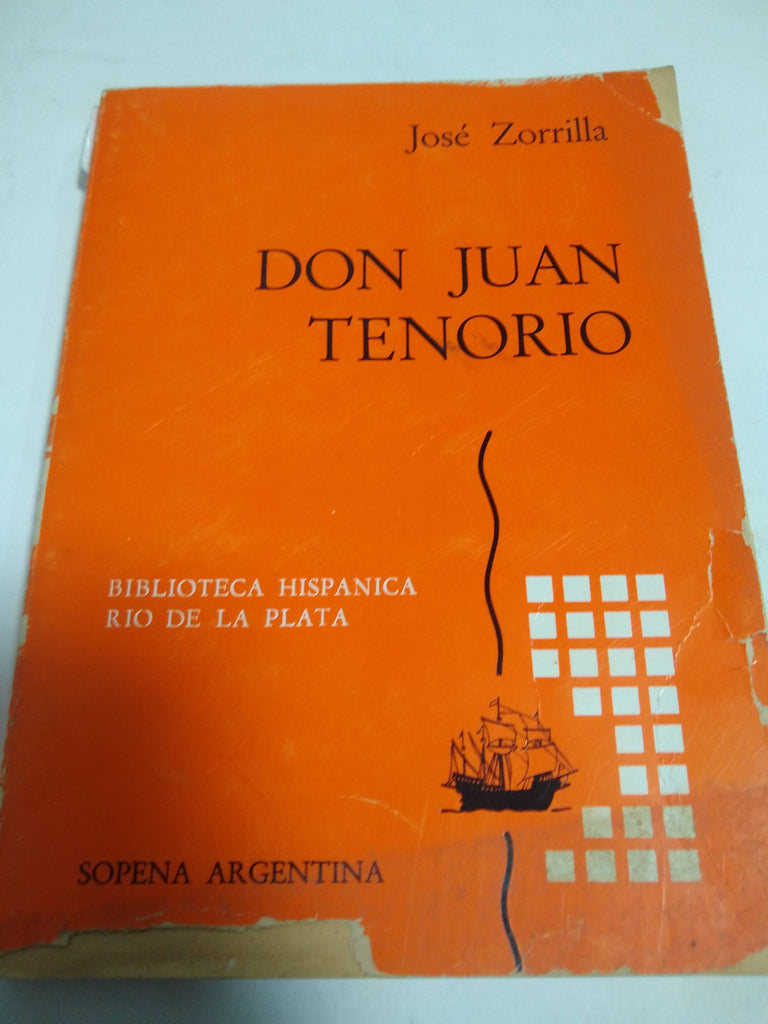 José Zorrilla
DON JUAN
TENORIO
BIBLIOTECA HISPANICA
RIO DE LA PLATA
SOPENA ARGENTINA